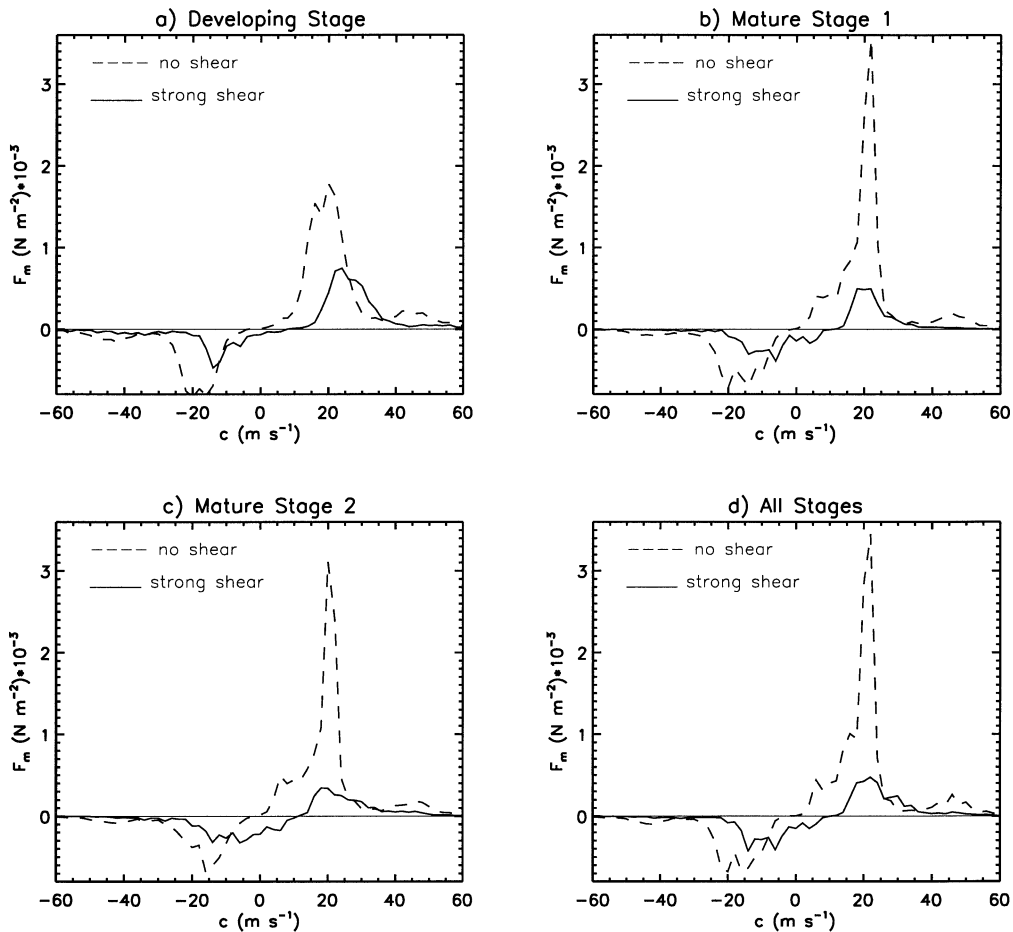 a) Developing Stage
no shear
strong shear
3
2
1
0
F_m (N m⁻²)*10⁻³
−60 −40 −20 0 20 40 60
c (m s⁻¹)
b) Mature Stage 1
no shear
strong shear
3
2
1
0
F_m (N m⁻²)*10⁻³
−60 −40 −20 0 20 40 60
c (m s⁻¹)
c) Mature Stage 2
no shear
strong shear
3
2
1
0
F_m (N m⁻²)*10⁻³
−60 −40 −20 0 20 40 60
c (m s⁻¹)
d) All Stages
no shear
strong shear
3
2
1
0
F_m (N m⁻²)*10⁻³
−60 −40 −20 0 20 40 60
c (m s⁻¹)